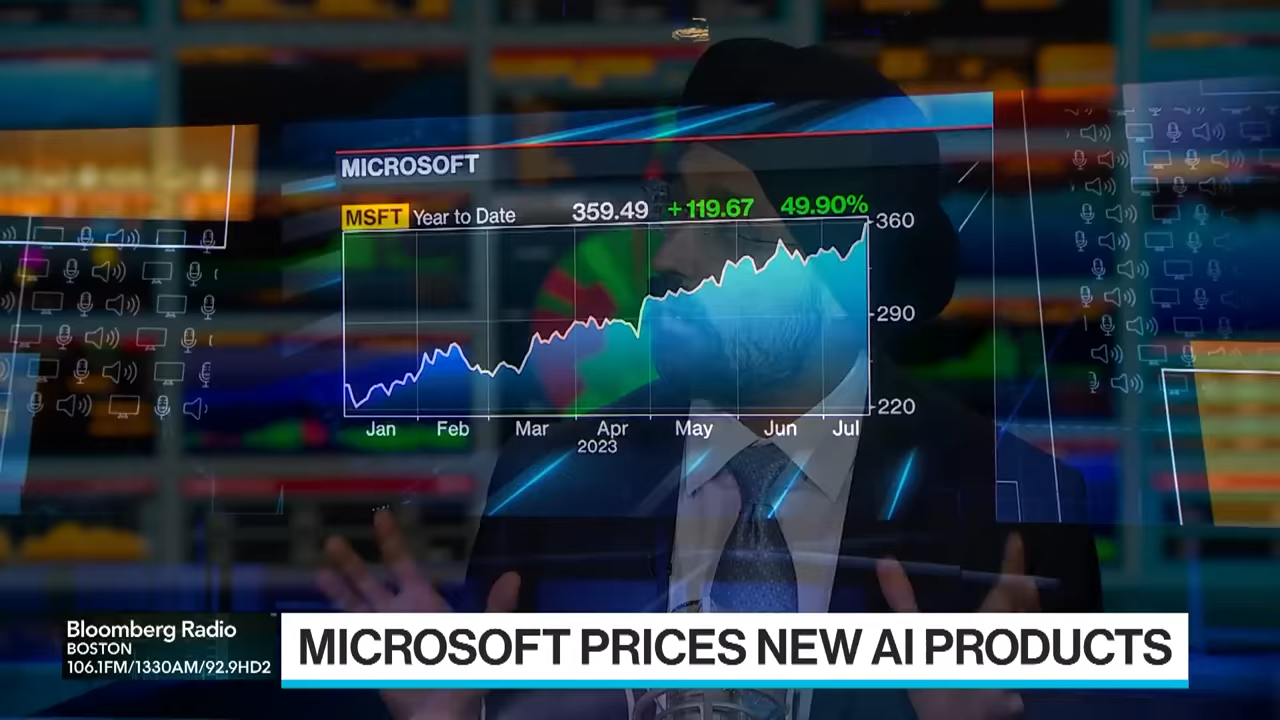 MICROSOFT
MSFT Year to Date 359.49 +119.67 49.90%
360
290
220
Jan Feb Mar Apr May Jun Jul
2023
Bloomberg Radio
BOSTON
106.1FM/1330AM/92.9HD2
MICROSOFT PRICES NEW AI PRODUCTS